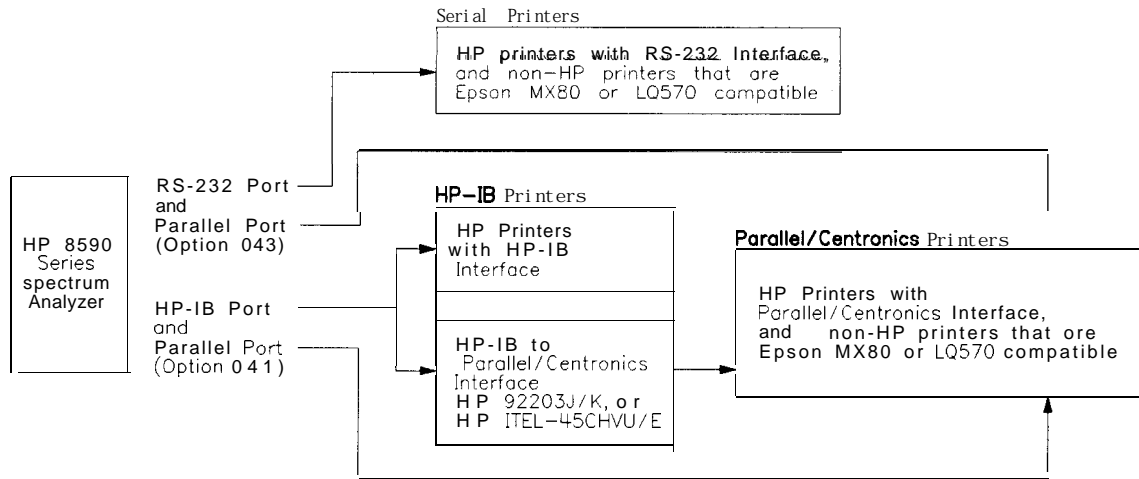 Serial Printers
HP printers with RS-232 Interface,
and non-HP printers that are
Epson MX80 or LQ570 compatible
HP 8590
Series
spectrum
Analyzer
RS-232 Port
and
Parallel Port
(Option 043)
HP-IB Port
and
Parallel Port
(Option 041)
HP-IB Printers
HP Printers
with HP-IB
Interface
HP-IB to
Parallel/Centronics
Interface
HP 92203J/K, or
HP ITEL-45CHVU/E
Parallel/Centronics Printers
HP Printers with
Parallel/Centronics Interface,
and non-HP printers that ore
Epson MX80 or LQ570 compatible